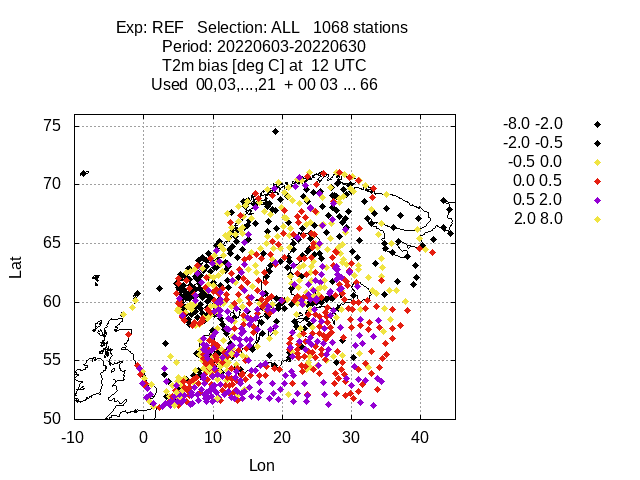 Exp: REF Selection: ALL 1068 stations
Period: 20220603-20220630
T2m bias [deg C] at 12 UTC
Used 00,03,...,21 + 00 03 ... 66
-8.0 -2.0
-2.0 -0.5
-0.5 0.0
0.0 0.5
0.5 2.0
2.0 8.0
75
70
65
60
55
50
Lat
-10 0 10 20 30 40
Lon